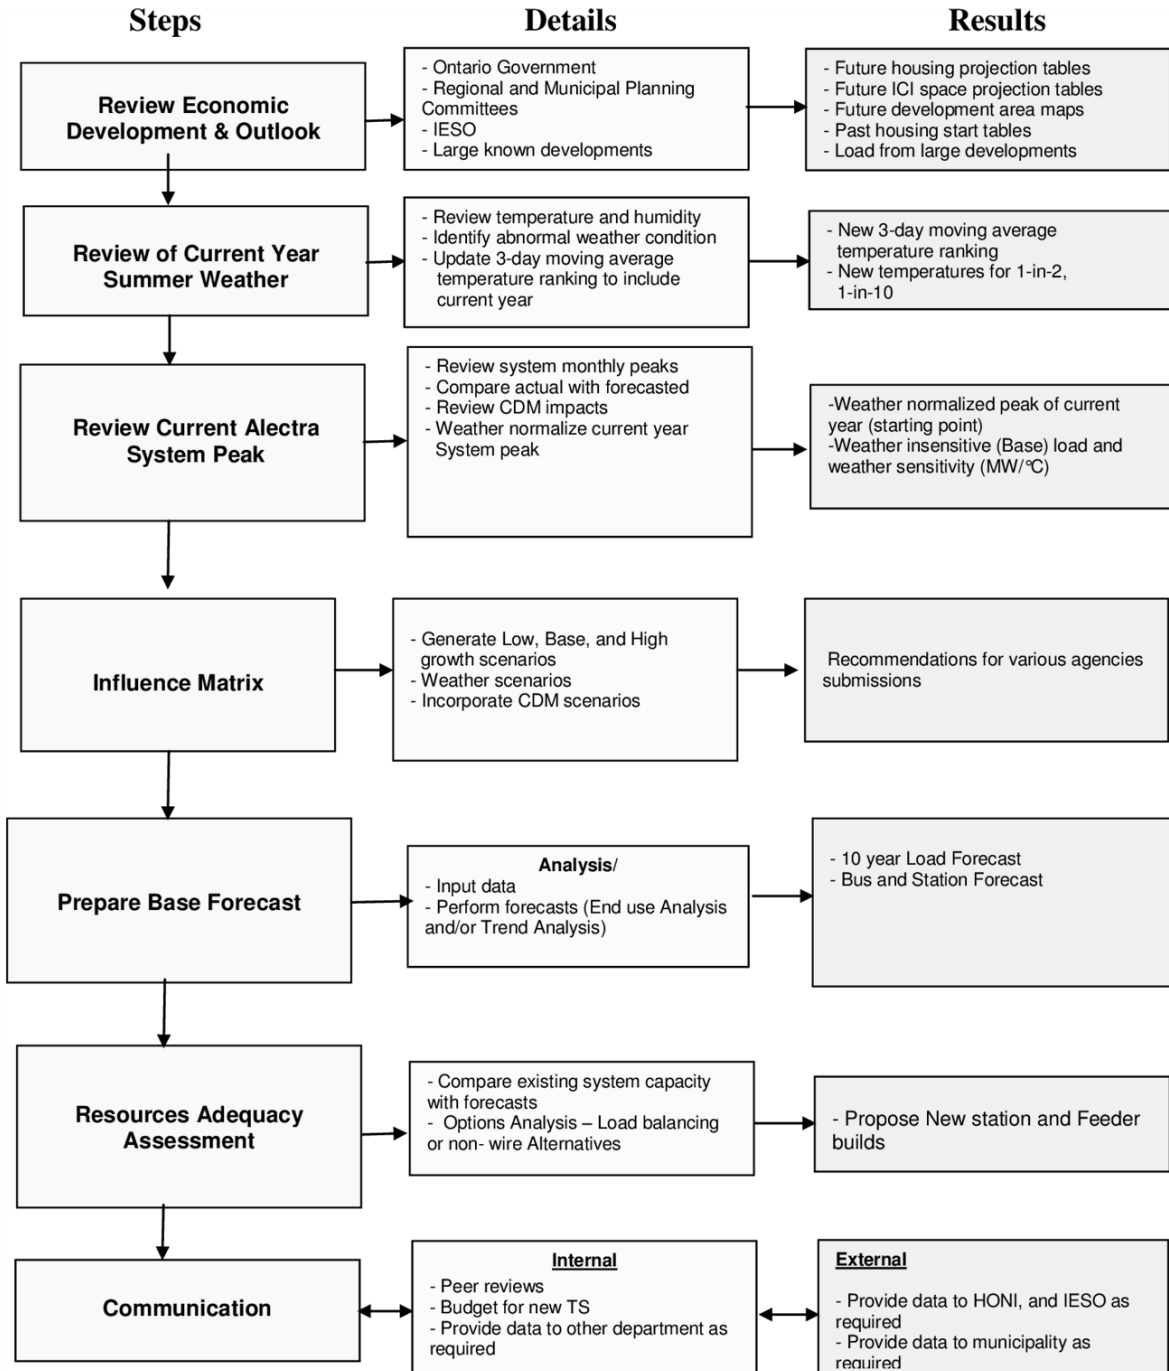 Steps
Details
Results
Review Economic
Development & Outlook
- Ontario Government
- Regional and Municipal Planning
Committees
- IESO
- Large known developments
- Future housing projection tables
- Future ICI space projection tables
- Future development area maps
- Past housing start tables
- Load from large developments
Review of Current Year
Summer Weather
- Review temperature and humidity
- Identify abnormal weather condition
- Update 3-day moving average
temperature ranking to include
current year
- New 3-day moving average
temperature ranking
- New temperatures for 1-in-2,
1-in-10
Review Current Alectra
System Peak
- Review system monthly peaks
- Compare actual with forecasted
- Review CDM impacts
- Weather normalize current year
System peak
-Weather normalized peak of current
year (starting point)
-Weather insensitive (Base) load and
weather sensitivity (MW/°C)
Influence Matrix
- Generate Low, Base, and High
growth scenarios
- Weather scenarios
- Incorporate CDM scenarios
Recommendations for various agencies
submissions
Prepare Base Forecast
Analysis/
- Input data
- Perform forecasts (End use Analysis
and/or Trend Analysis)
- 10 year Load Forecast
- Bus and Station Forecast
Resources Adequacy
Assessment
- Compare existing system capacity
with forecasts
- Options Analysis – Load balancing
or non- wire Alternatives
- Propose New station and Feeder
builds
Communication
Internal
- Peer reviews
- Budget for new TS
- Provide data to other department as
required
External
- Provide data to HONI, and IESO as
required
- Provide data to municipality as
required